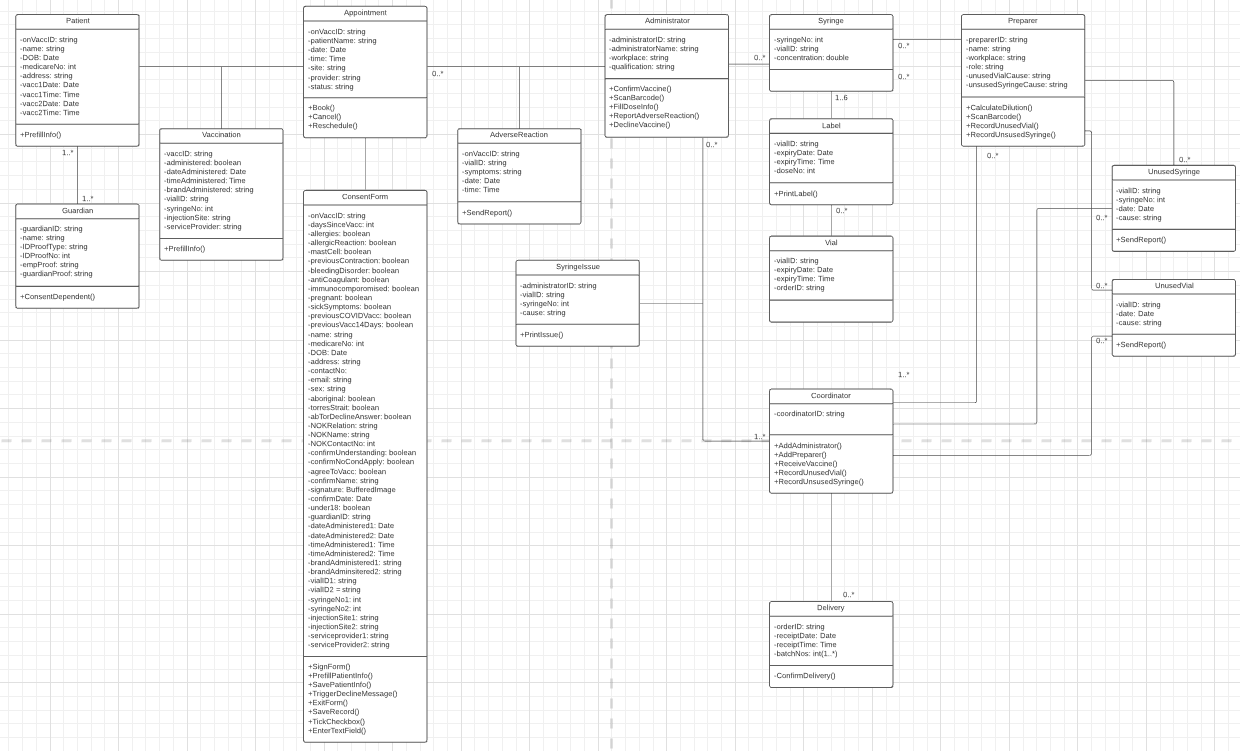 Patient
-onVaccID: string
-name: string
-DOB: Date
-medicareNo: int
-address: string
-vacc1Date: Date
-vacc1Time: Time
-vacc2Date: Date
-vacc2Time: Time
+PrefillInfo()
1..*
1..*
Guardian
-guardianID: string
-name: string
-IDProofType: string
-IDProofNo: int
-empProof: string
-guardianProof: string
+ConsentDependent()
Vaccination
-vaccID: string
-administered: boolean
-dateAdministered: Date
-timeAdministered: Time
-brandAdministered: string
-vialID: string
-syringeNo: int
-injectionSite: string
-serviceProvider: string
+PrefillInfo()
Appointment
-onVaccID: string
-patientName: string
-date: Date
-time: Time
-site: string
-provider: string
-status: string
+Book()
+Cancel()
+Reschedule()
0..*
ConsentForm
-onVaccID: string
-daysSinceVacc: int
-allergies: boolean
-allergicReaction: boolean
-mastCell: boolean
-previousContraction: boolean
-bleedingDisorder: boolean
-antiCoagulant: boolean
-immunocomporomised: boolean
-pregnant: boolean
-sickSymptoms: boolean
-previousCOVIDVacc: boolean
-previousVacc14Days: boolean
-name: string
-medicareNo: int
-DOB: Date
-address: string
-contactNo:
-email: string
-sex: string
-aboriginal: boolean
-torresStrait: boolean
-abTorDeclineAnswer: boolean
-NOKRelation: string
-NOKName: string
-NOKContactNo: int
-confirmUnderstanding: boolean
-confirmNoCondApply: boolean
-agreeToVacc: boolean
-confirmName: string
-signature: BufferedImage
-confirmDate: Date
-under18: boolean
-guardianID: string
-dateAdministered1: Date
-dateAdministered2: Date
-timeAdministered1: Time
-timeAdministered2: Time
-brandAdministered1: string
-brandAdminsitered2: string
-vialID1: string
-vialID2 = string
-syringeNo1: int
-syringeNo2: int
-injectionSite1: string
-injectionSite2: string
-serviceprovider1: string
-serviceProvider2: string
+SignForm()
+PrefillPatientInfo()
+SavePatientInfo()
+TriggerDeclineMessage()
+ExitForm()
+SaveRecord()
+TickCheckbox()
+EnterTextField()
AdverseReaction
-onVaccID: string
-vialID: string
-symptoms: string
-date: Date
-time: Time
+SendReport()
SyringeIssue
-administratorID: string
-vialID: string
-syringeNo: int
-cause: string
+PrintIssue()
Administrator
-administratorID: string
-administratorName: string
-workplace: string
-qualification: string
+ConfirmVaccine()
+ScanBarcode()
+FillDoseInfo()
+ReportAdverseReaction()
+DeclineVaccine()
0..*
0..*
Syringe
-syringeNo: int
-vialID: string
-concentration: double
0..*
0..*
1..6
Label
-vialID: string
-expiryDate: Date
-expiryTime: Time
-doseNo: int
+PrintLabel()
0..*
Vial
-vialID: string
-expiryDate: Date
-expiryTime: Time
-orderID: string
Preparer
-preparerID: string
-name: string
-workplace: string
-role: string
-unusedVialCause: string
-unsusedSyringeCause: string
+CalculateDilution()
+ScanBarcode()
+RecordUnusedVial()
+RecordUnusedSyringe()
0..*
0..*
UnusedSyringe
-vialID: string
-syringeNo: int
-date: Date
-cause: string
+SendReport()
0..*
0..*
UnusedVial
-vialID: string
-date: Date
-cause: string
+SendReport()
0..*
1..*
1..*
Coordinator
-coordinatorID: string
+AddAdministrator()
+AddPreparer()
+ReceiveVaccine()
+RecordUnusedVial()
+RecordUnsusedSyringe()
0..*
Delivery
-orderID: string
-receiptDate: Date
-receiptTime: Time
-batchNos: int(1..*)
-ConfirmDelivery()